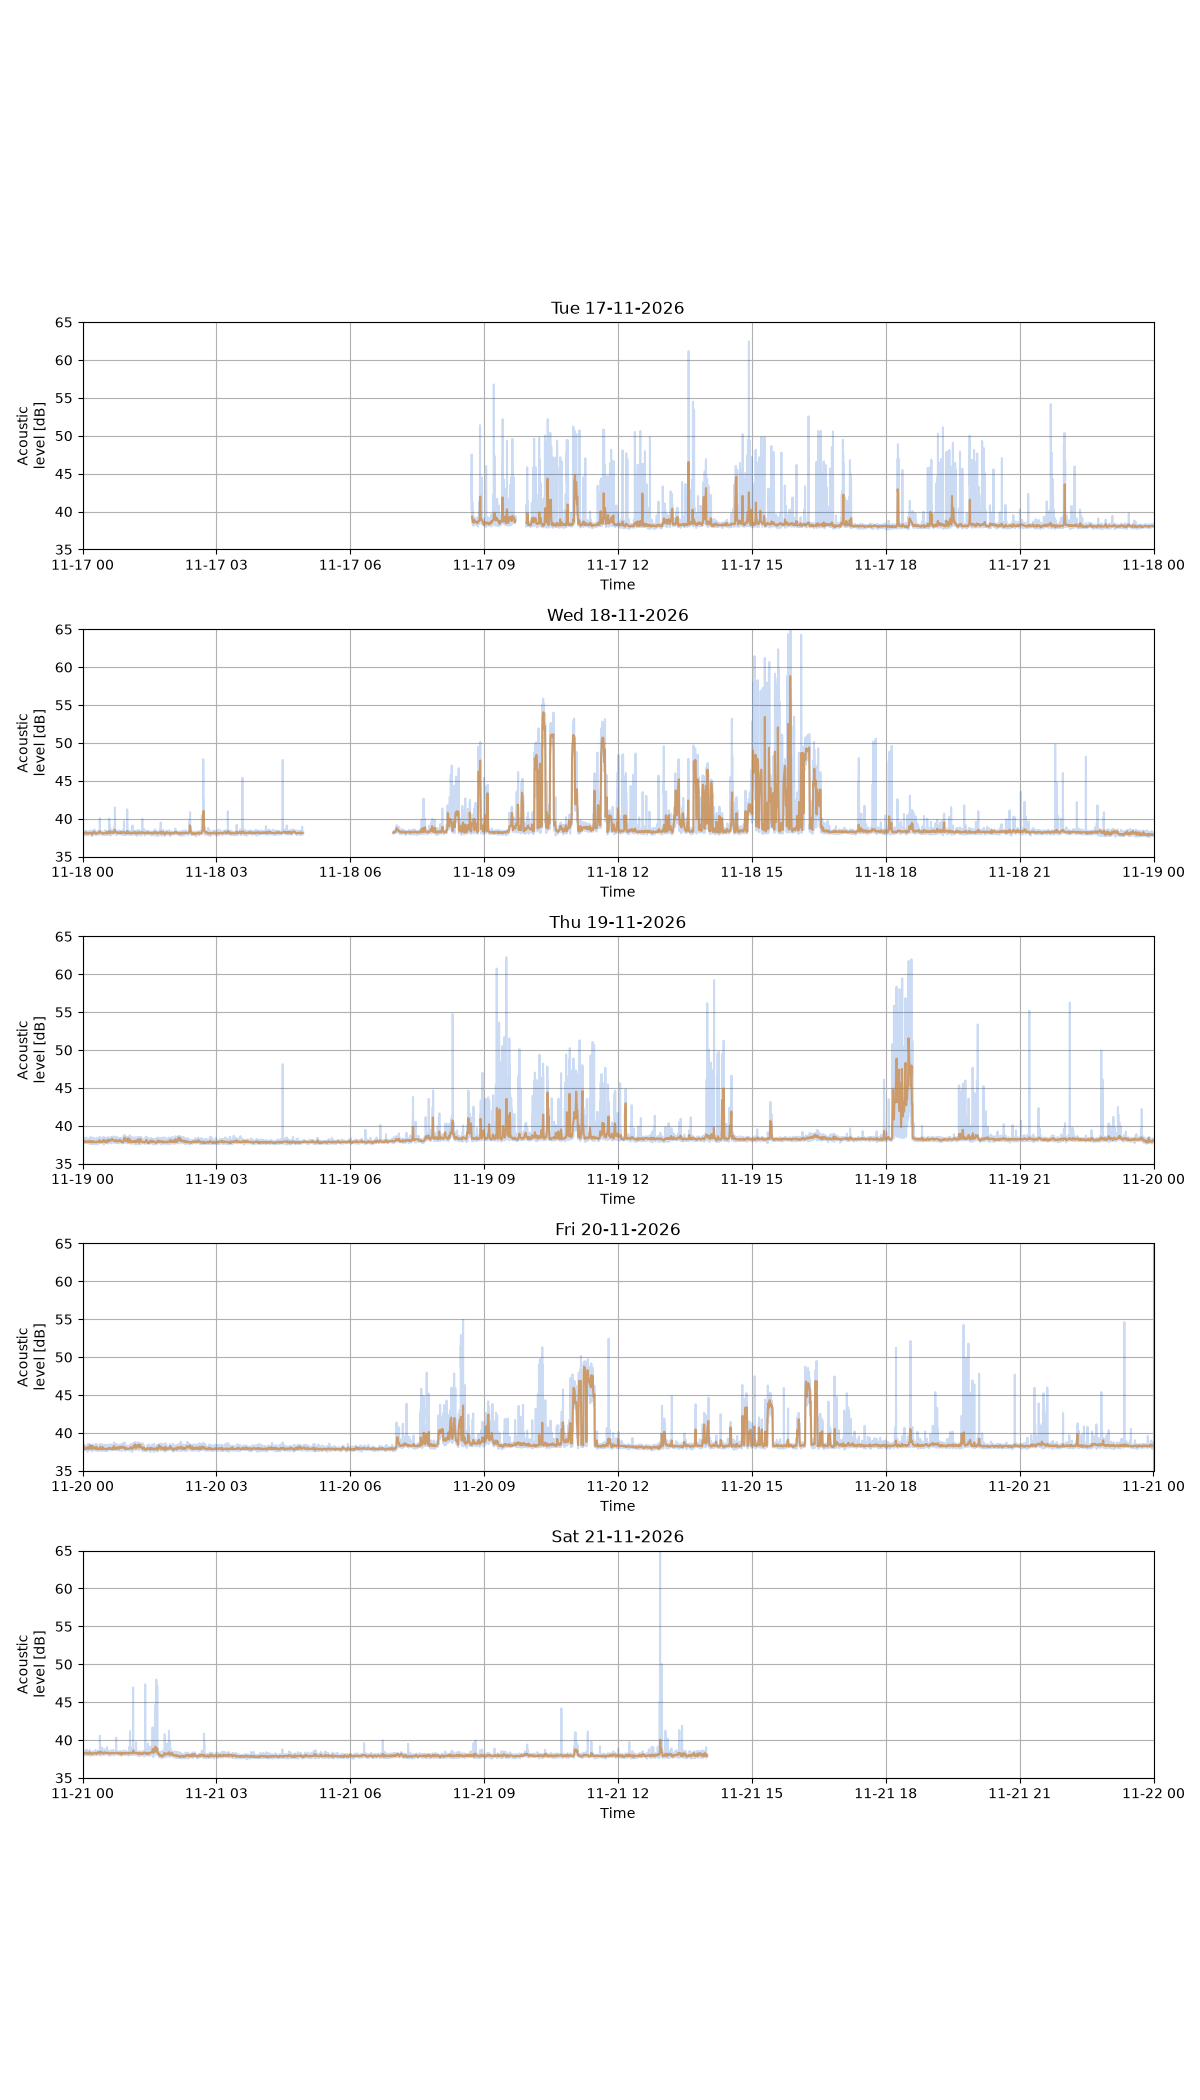 Tue 17-11-2026
65
60
55
50
45
40
35
Acoustic
level [dB]
11-17 00 11-17 03 11-17 06 11-17 09 11-17 12 11-17 15 11-17 18 11-17 21 11-18 00
Time
Wed 18-11-2026
65
60
55
50
45
40
35
Acoustic
level [dB]
11-18 00 11-18 03 11-18 06 11-18 09 11-18 12 11-18 15 11-18 18 11-18 21 11-19 00
Time
Thu 19-11-2026
65
60
55
50
45
40
35
Acoustic
level [dB]
11-19 00 11-19 03 11-19 06 11-19 09 11-19 12 11-19 15 11-19 18 11-19 21 11-20 00
Time
Fri 20-11-2026
65
60
55
50
45
40
35
Acoustic
level [dB]
11-20 00 11-20 03 11-20 06 11-20 09 11-20 12 11-20 15 11-20 18 11-20 21 11-21 00
Time
Sat 21-11-2026
65
60
55
50
45
40
35
Acoustic
level [dB]
11-21 00 11-21 03 11-21 06 11-21 09 11-21 12 11-21 15 11-21 18 11-21 21 11-22 00
Time